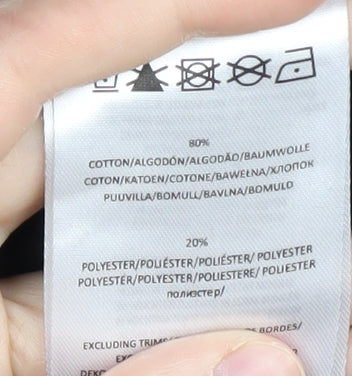 80%
COTTON/ALGODÓN/ALGODÃO/BAUMWOLLE
COTON/KATOEN/COTONE/BAWEŁNA/ХЛОПОК
PUUVILLA/BOMULL/BAVLNA/BOMULD
20%
POLYESTER/POLIÉSTER/POLIÉSTER/ POLYESTER
POLYESTER/POLYESTER/POLIESTERE/ POLIESTER
полиэстер/
EXCLUDING BORDES/